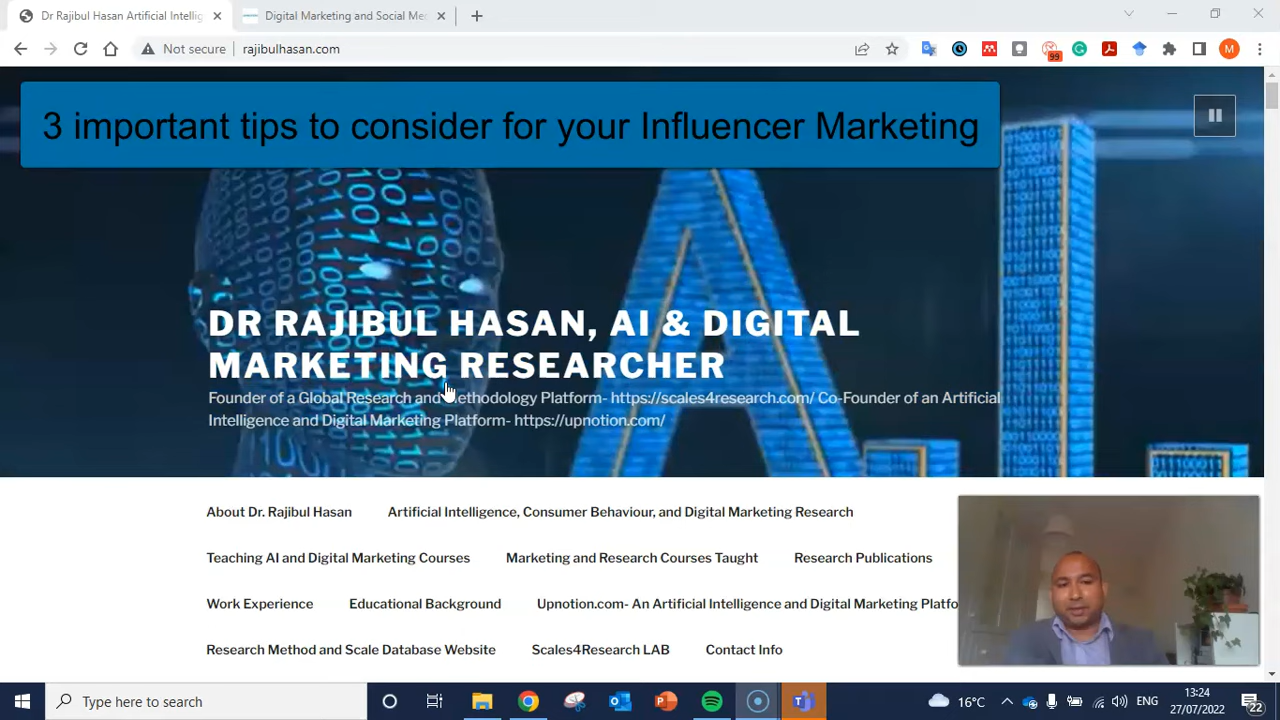 Dr Rajibul Hasan Artificial Intellig
Digital Marketing and Social Me
Not secure
rajibulhasan.com
99
M
3 important tips to consider for your Influencer Marketing
DR RAJIBUL HASAN, AI & DIGITAL
MARKETING RESEARCHER
Founder of a Global Research and Methodology Platform- https://scales4research.com/ Co-Founder of an Artificial
Intelligence and Digital Marketing Platform- https://upnotion.com/
About Dr. Rajibul Hasan
Artificial Intelligence, Consumer Behaviour, and Digital Marketing Research
Teaching AI and Digital Marketing Courses
Marketing and Research Courses Taught
Research Publications
Work Experience
Educational Background
Upnotion.com- An Artificial Intelligence and Digital Marketing Platfo
Research Method and Scale Database Website
Scales4Research LAB
Contact Info
Type here to search
16°C
ENG
13:24
27/07/2022
22